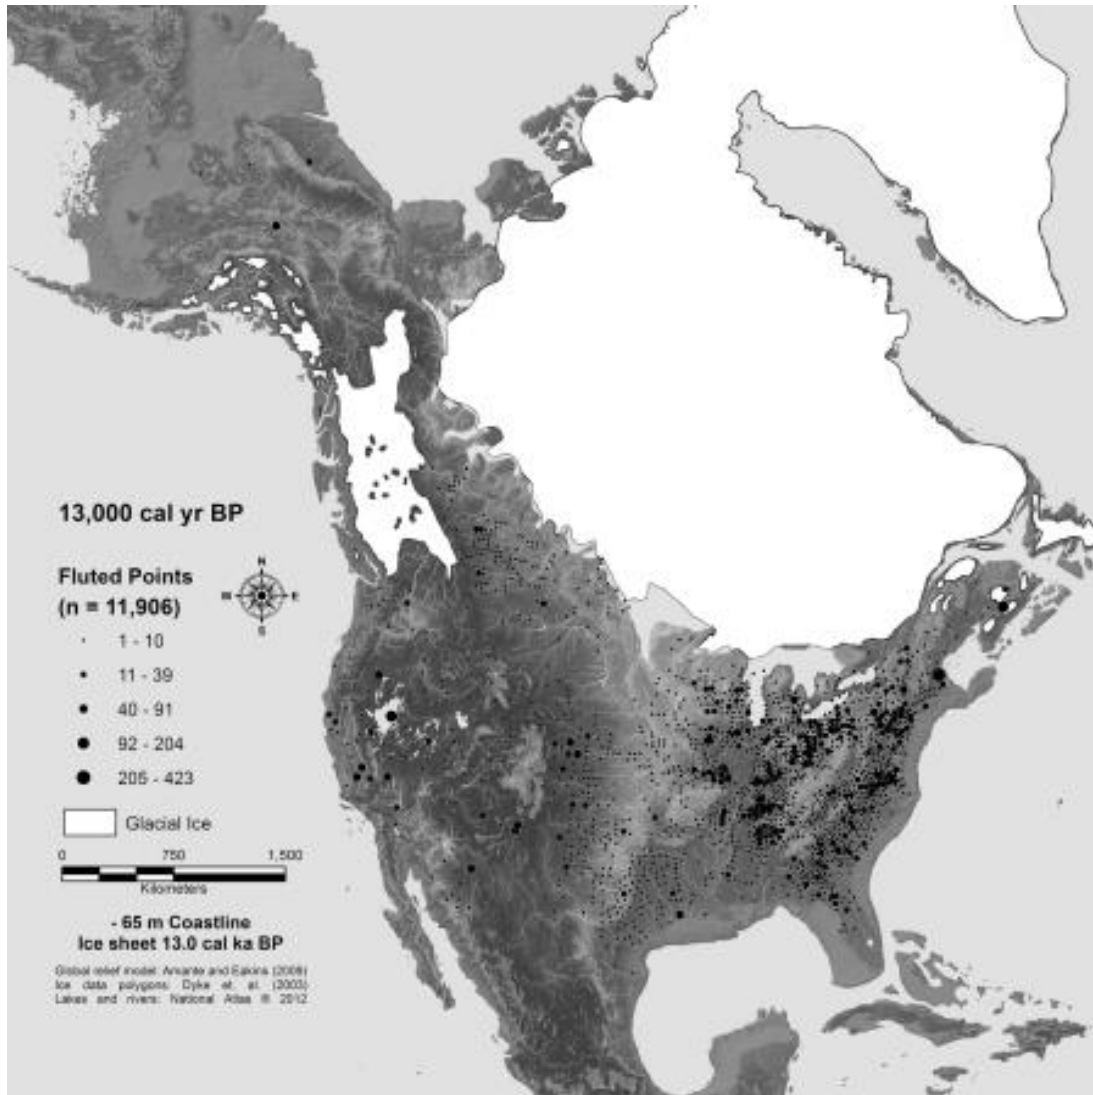 13,000 cal yr BP
Fluted Points
(n = 11,906)
N
W E
S
1 - 10
11 - 39
40 - 91
92 - 204
205 - 423
Glacial Ice
0 750 1,500
Kilometers
- 65 m Coastline
Ice sheet 13.0 cal ka BP
Global relief model: Amante and Eakins (2009)
Ice data polygons: Dyke et. al. (2003)
Lakes and rivers: National Atlas ® 2012